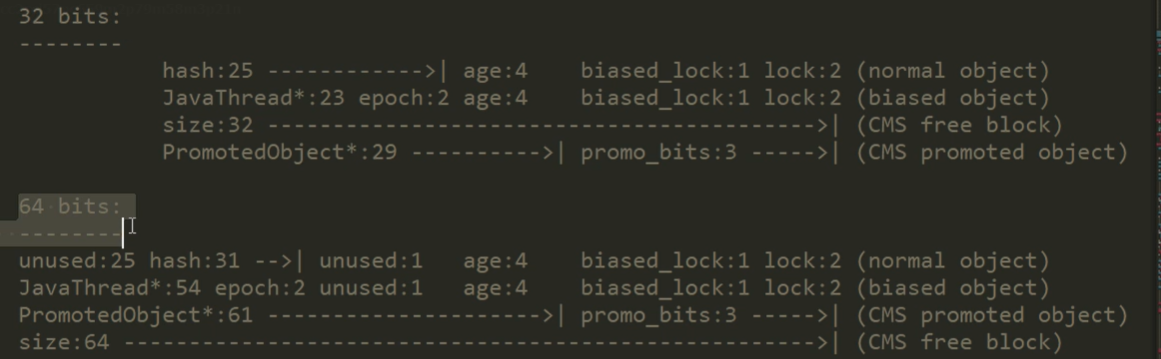 32 bits:
--------
hash:25 ------------>| age:4 biased_lock:1 lock:2 (normal object)
JavaThread*:23 epoch:2 age:4 biased_lock:1 lock:2 (biased object)
size:32 ------------------------------------------>| (CMS free block)
PromotedObject*:29 ---------->| promo_bits:3 ----->| (CMS promoted object)
64 bits:
--------
unused:25 hash:31 -->| unused:1 age:4 biased_lock:1 lock:2 (normal object)
JavaThread*:54 epoch:2 unused:1 age:4 biased_lock:1 lock:2 (biased object)
PromotedObject*:61 --------------------->| promo_bits:3 ----->| (CMS promoted object)
size:64 ----------------------------------------------------->| (CMS free block)